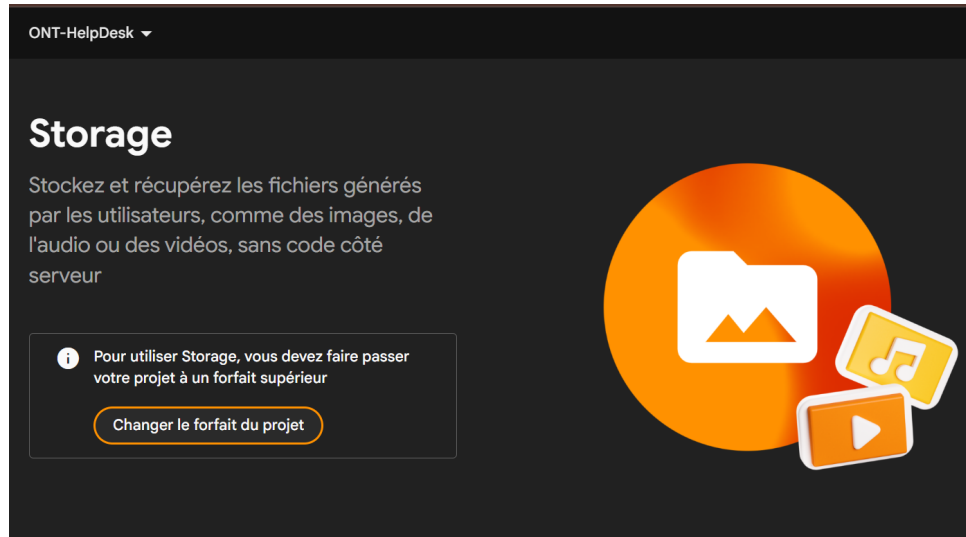 ONT-HelpDesk
Storage
Stockez et récupérez les fichiers générés
par les utilisateurs, comme des images, de
l'audio ou des vidéos, sans code côté
serveur
Pour utiliser Storage, vous devez faire passer
votre projet à un forfait supérieur
Changer le forfait du projet